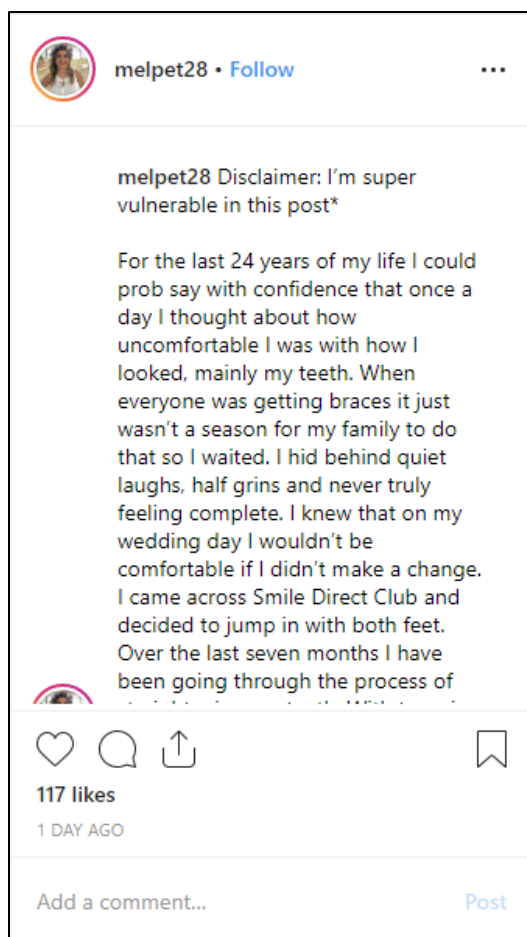 melpet28 • Follow
melpet28 Disclaimer: I'm super
vulnerable in this post*
For the last 24 years of my life I could
prob say with confidence that once a
day I thought about how
uncomfortable I was with how I
looked, mainly my teeth. When
everyone was getting braces it just
wasn't a season for my family to do
that so I waited. I hid behind quiet
laughs, half grins and never truly
feeling complete. I knew that on my
wedding day I wouldn't be
comfortable if I didn't make a change.
I came across Smile Direct Club and
decided to jump in with both feet.
Over the last seven months I have
been going through the process of
117 likes
1 DAY AGO
Add a comment...
Post